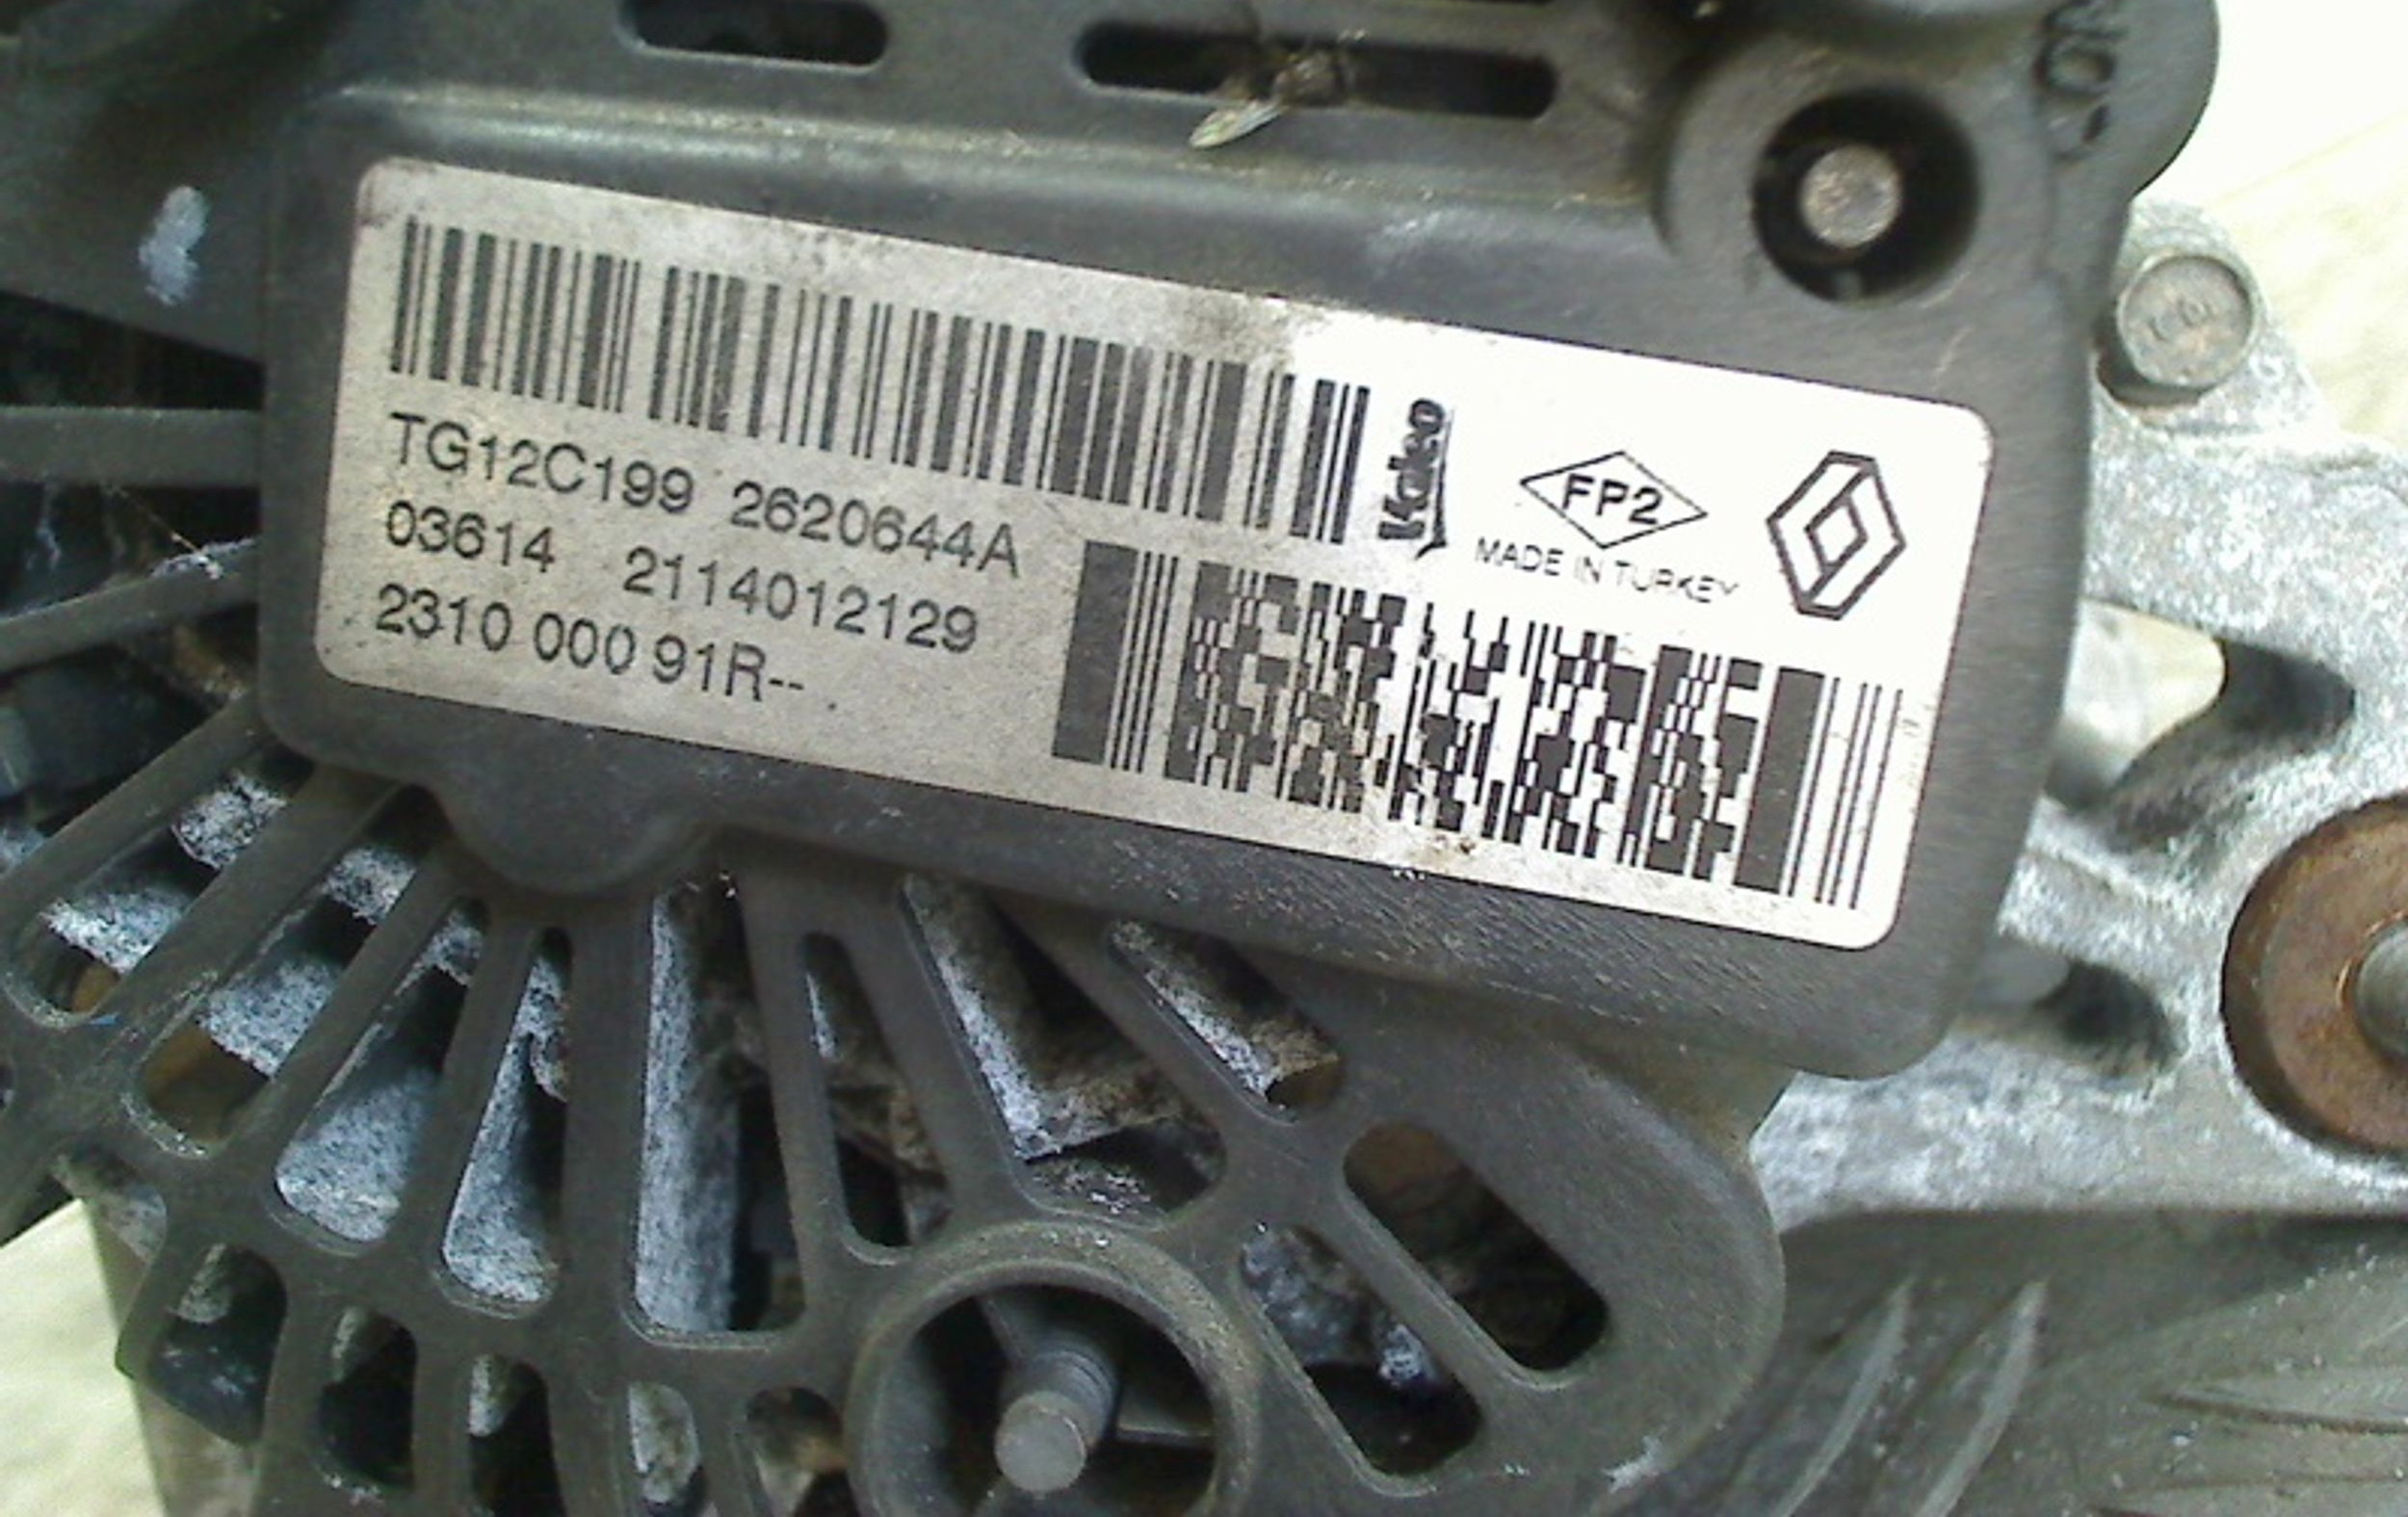 TG12C199 2620644A
03614 2114012129
2310 000 91R--
Valeo
FP2
MADE IN TURKEY